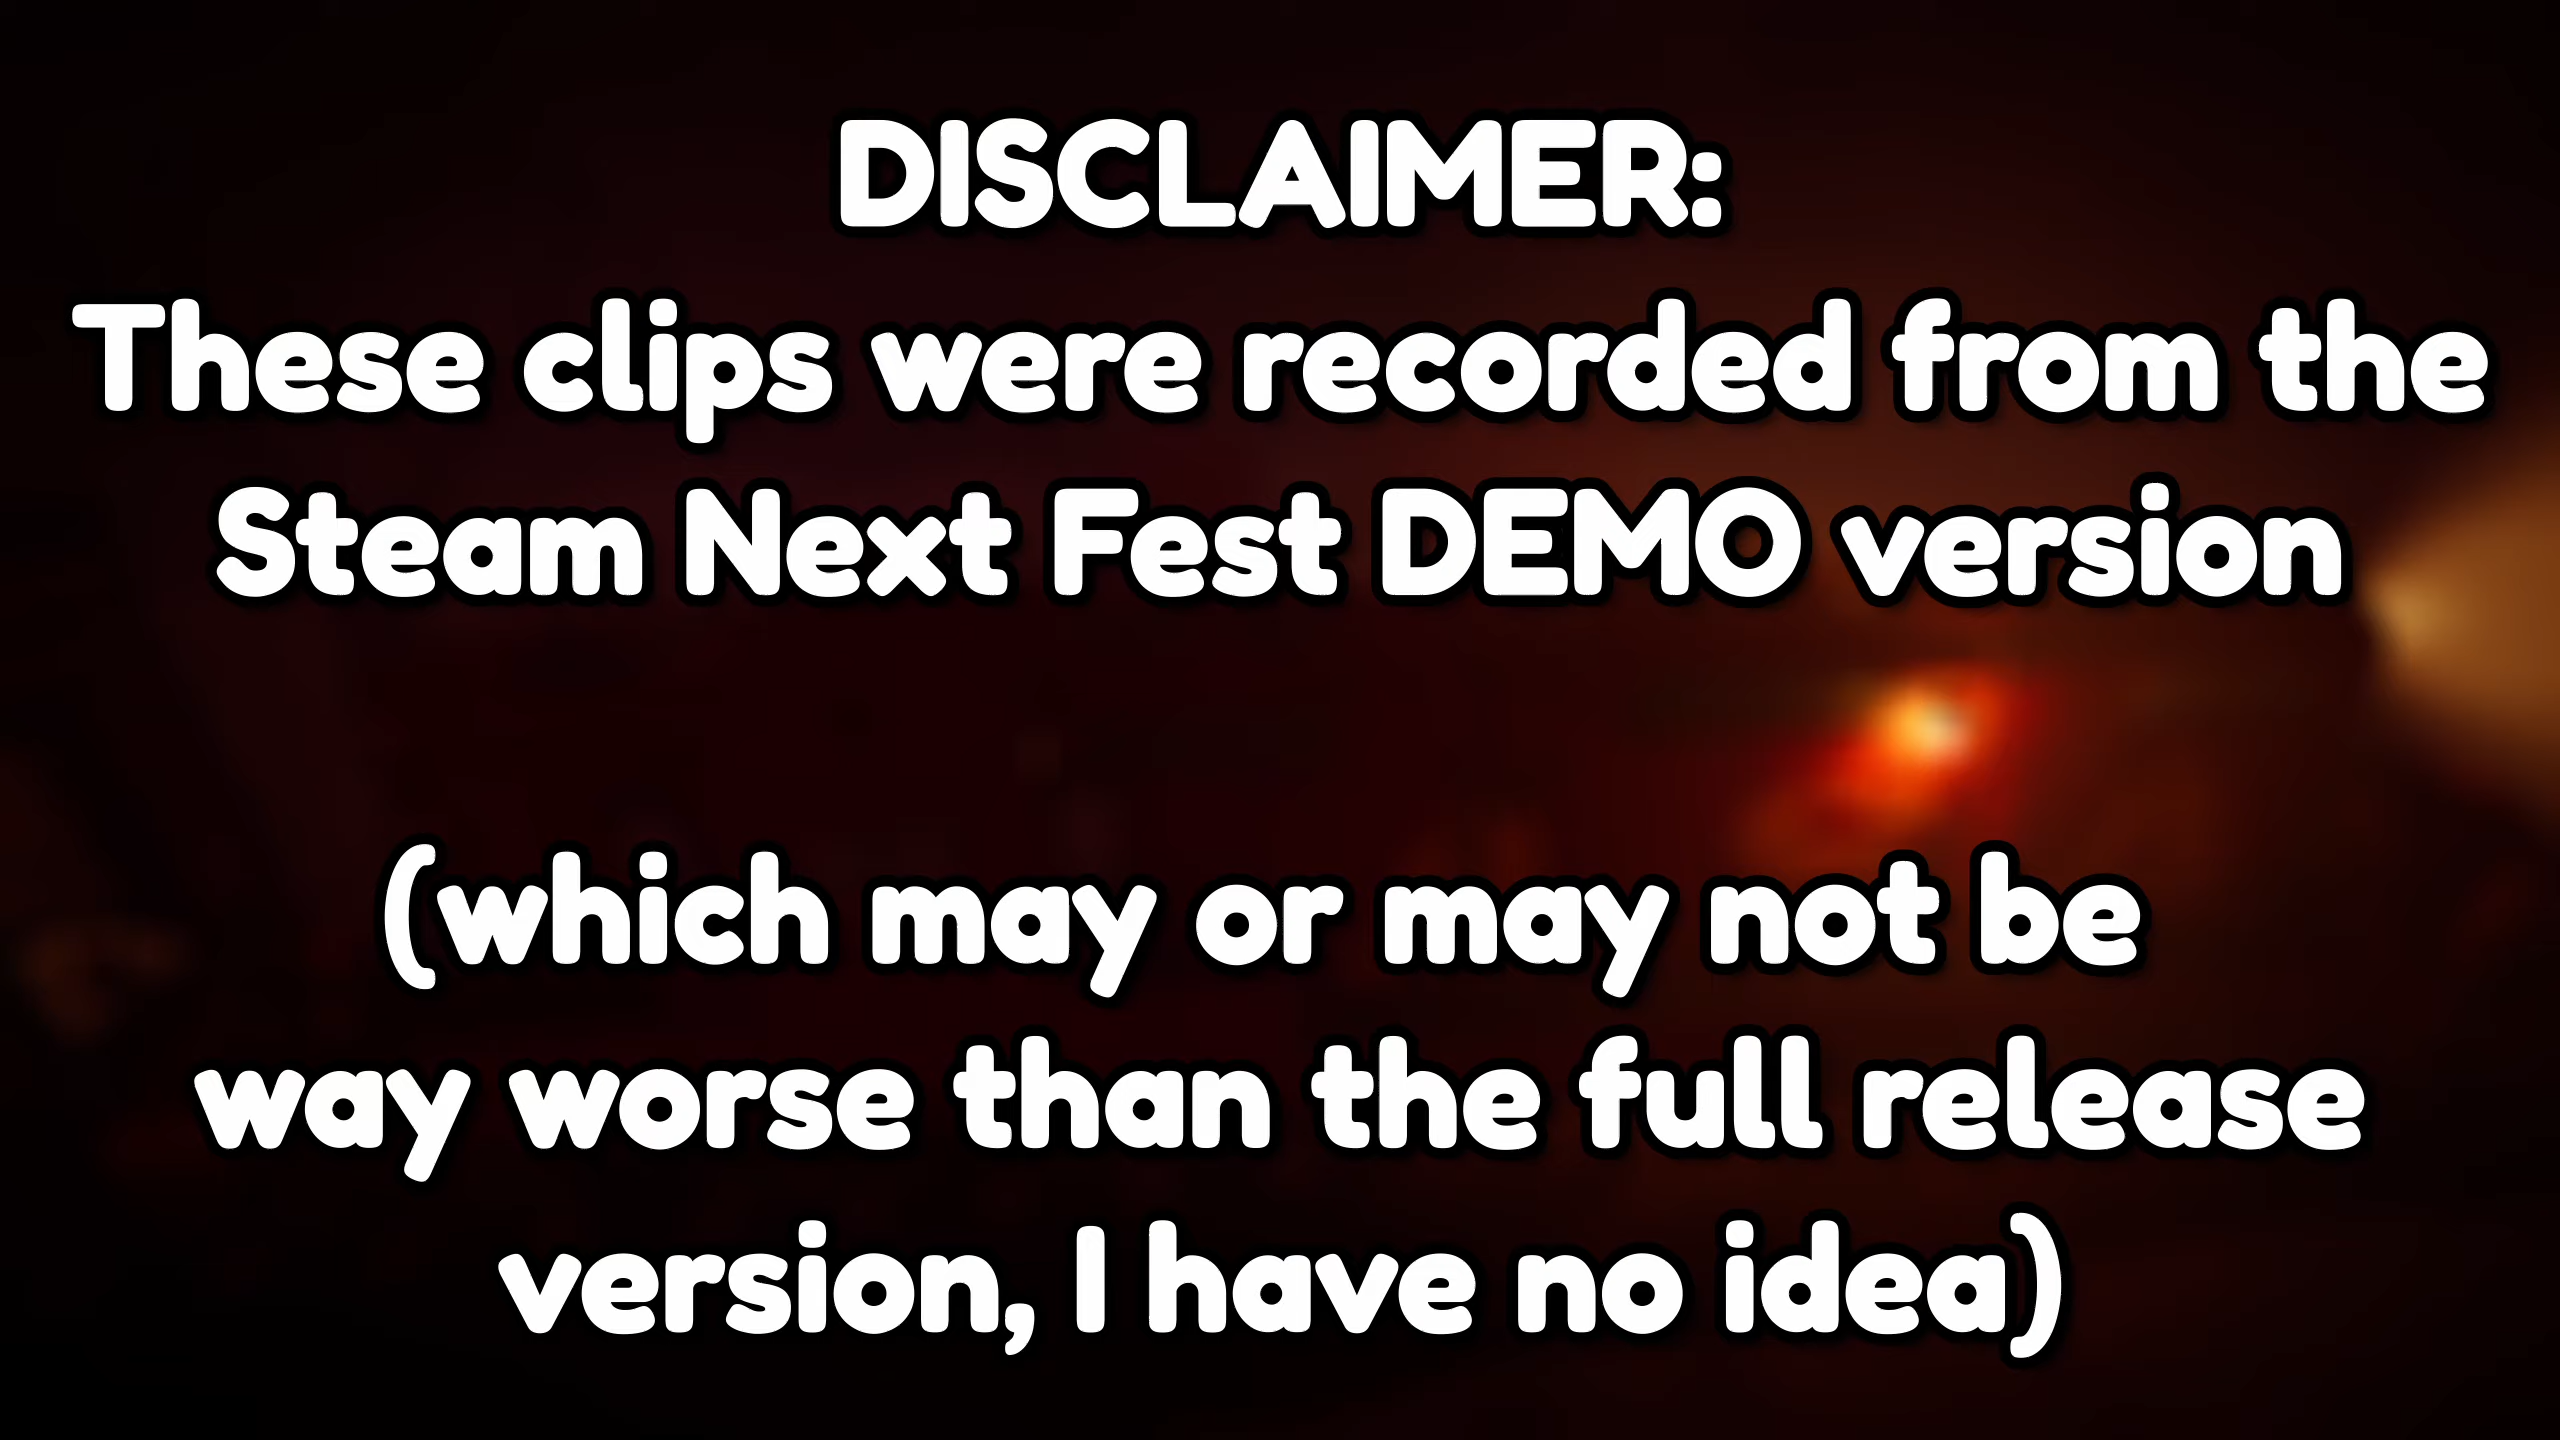 DISCLAIMER:
These clips were recorded from the
Steam Next Fest DEMO version
(which may or may not be
way worse than the full release
version, I have no idea)